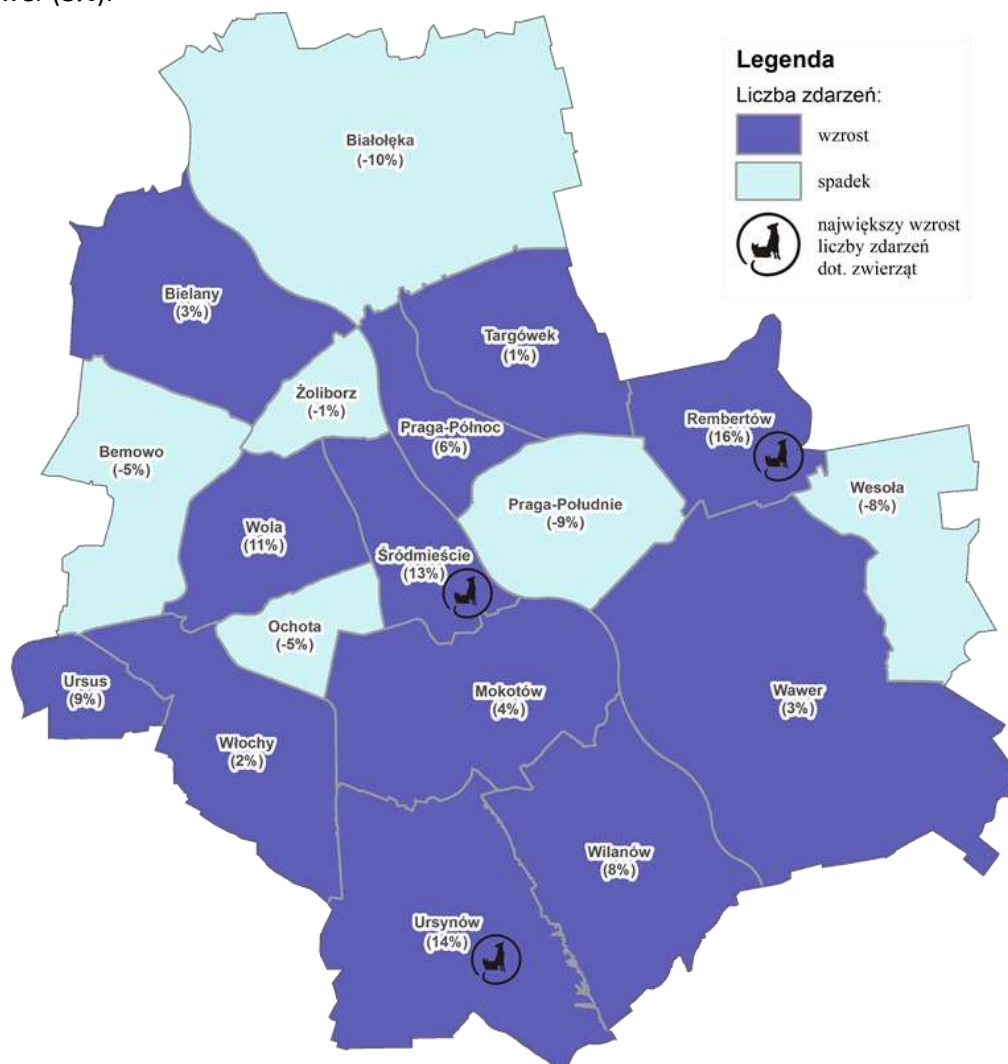 Legenda
Liczba zdarzeń:
wzrost
spadek
największy wzrost
liczby zdarzeń
dot. zwierząt
Białołęka
(-10%)
Bielany
(3%)
Targówek
(1%)
Żoliborz
(-1%)
Praga-Północ
(6%)
Rembertów
(16%)
Bemowo
(-5%)
Wesoła
(-8%)
Praga-Południe
(-9%)
Wola
(11%)
Śródmieście
(13%)
Ochota
(-5%)
Ursus
(9%)
Mokotów
(4%)
Wawer
(3%)
Włochy
(2%)
Wilanów
(8%)
Ursynów
(14%)